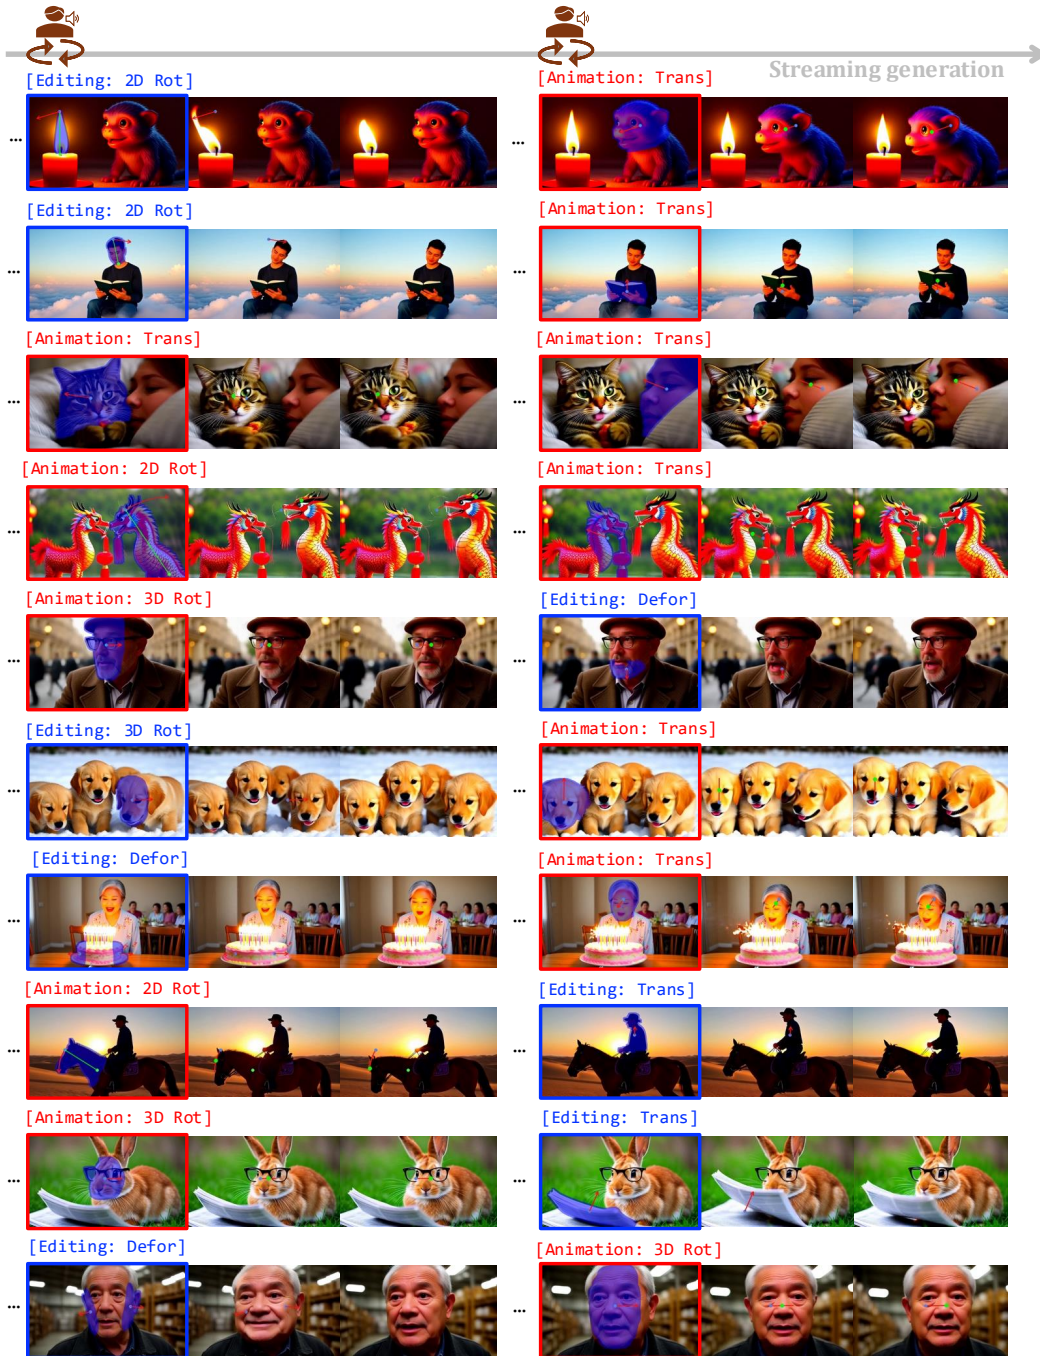 Streaming generation
[Editing: 2D Rot]
[Animation: Trans]
...
...
[Editing: 2D Rot]
[Animation: Trans]
...
...
[Animation: Trans]
[Animation: Trans]
...
...
[Animation: 2D Rot]
[Animation: Trans]
...
...
[Animation: 3D Rot]
[Editing: Defor]
...
...
[Editing: 3D Rot]
[Animation: Trans]
...
...
[Editing: Defor]
[Animation: Trans]
...
...
[Animation: 2D Rot]
[Editing: Trans]
...
...
[Animation: 3D Rot]
[Editing: Trans]
...
...
[Editing: Defor]
[Animation: 3D Rot]
...
...